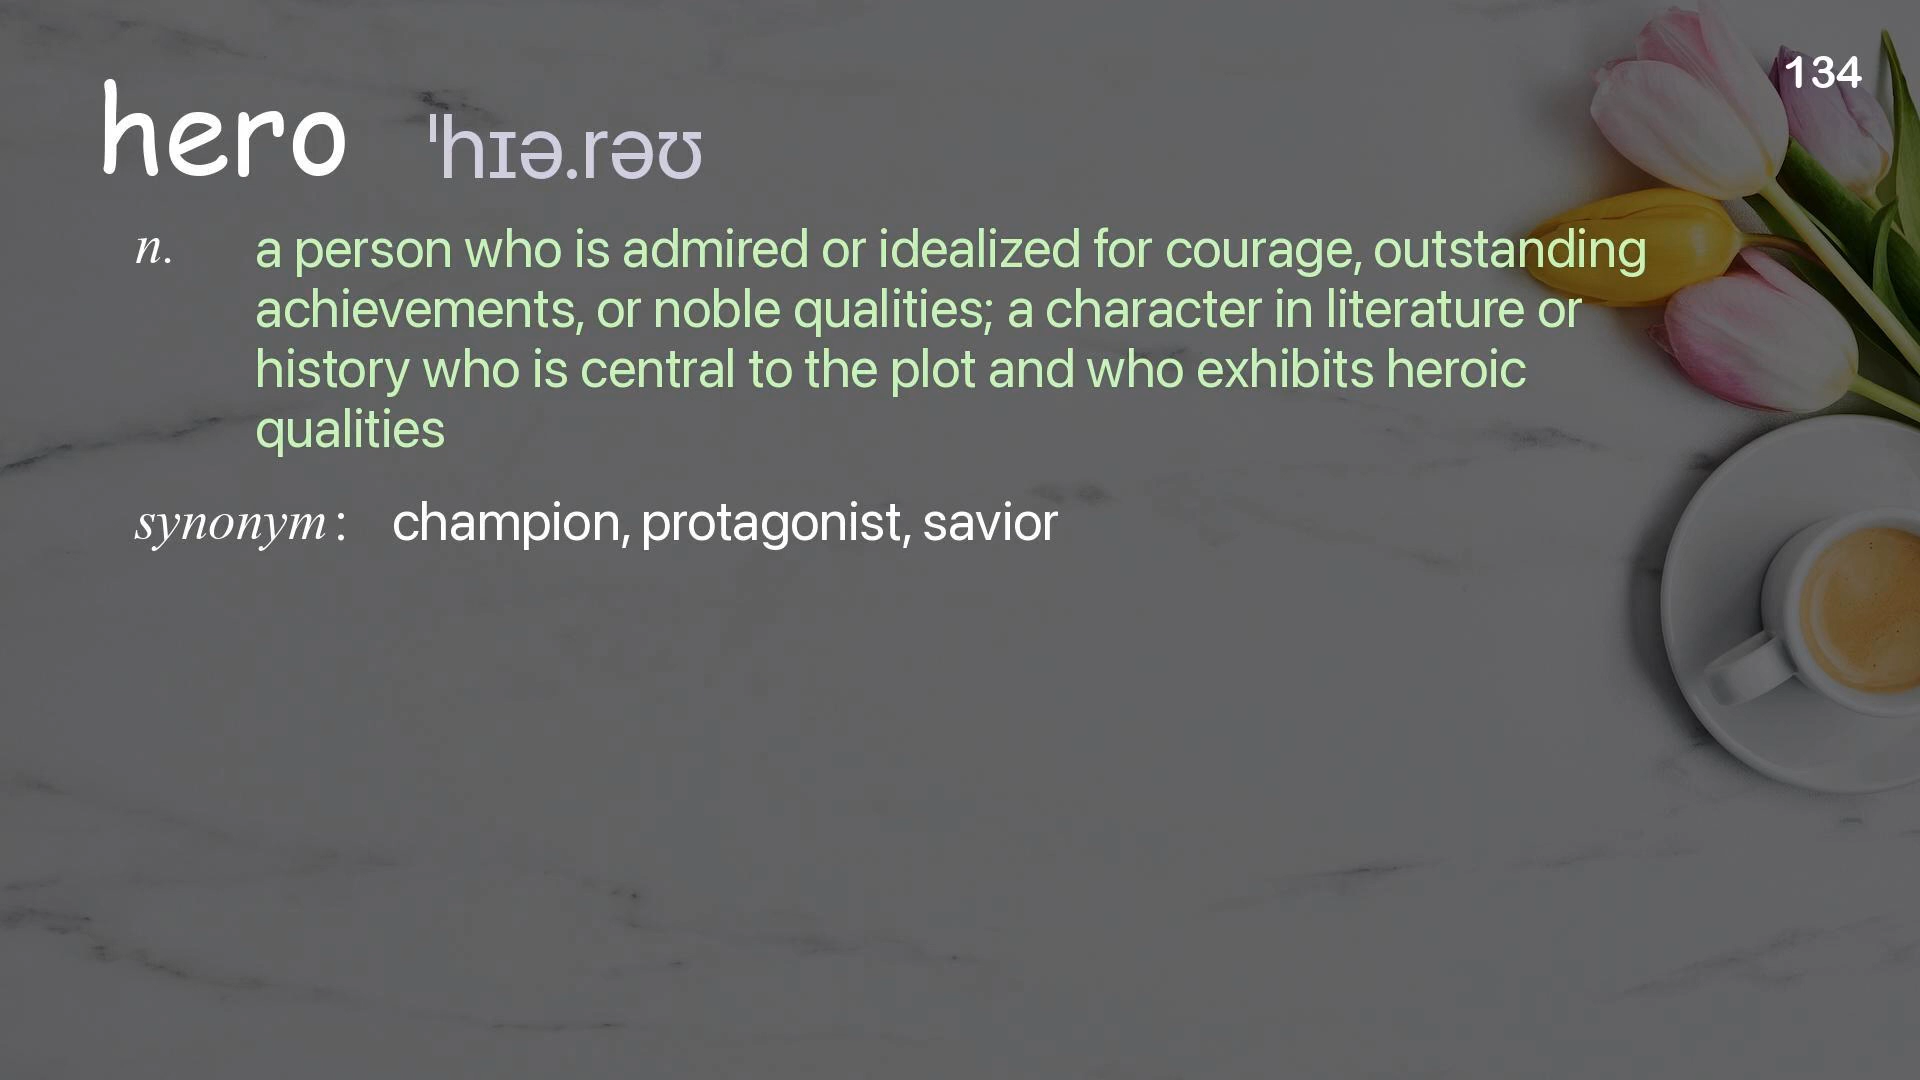 134
hero ˈhɪə.rəʊ
n. a person who is admired or idealized for courage, outstanding
achievements, or noble qualities; a character in literature or
history who is central to the plot and who exhibits heroic
qualities
synonym: champion, protagonist, savior